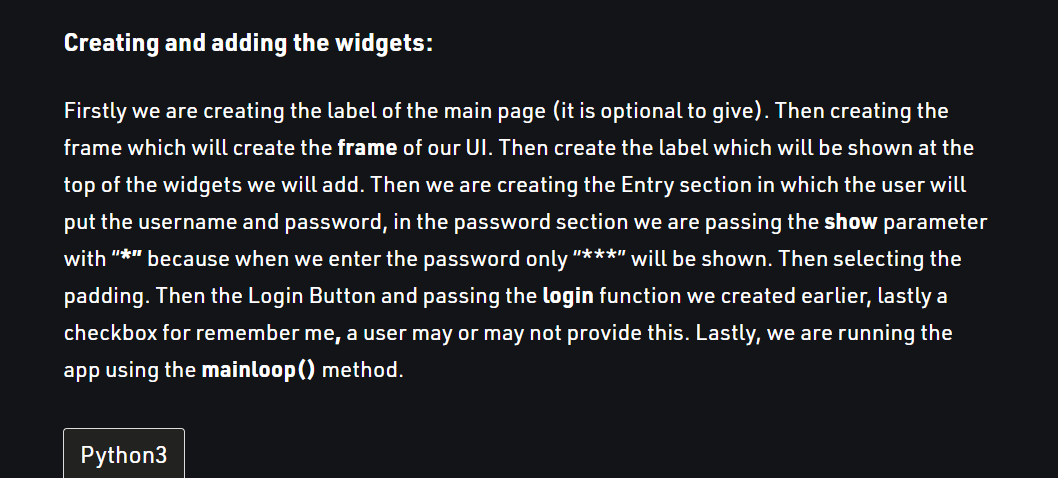 Creating and adding the widgets:
Firstly we are creating the label of the main page (it is optional to give). Then creating the
frame which will create the frame of our UI. Then create the label which will be shown at the
top of the widgets we will add. Then we are creating the Entry section in which the user will
put the username and password, in the password section we are passing the show parameter
with “*” because when we enter the password only “***” will be shown. Then selecting the
padding. Then the Login Button and passing the login function we created earlier, lastly a
checkbox for remember me, a user may or may not provide this. Lastly, we are running the
app using the mainloop() method.
Python3